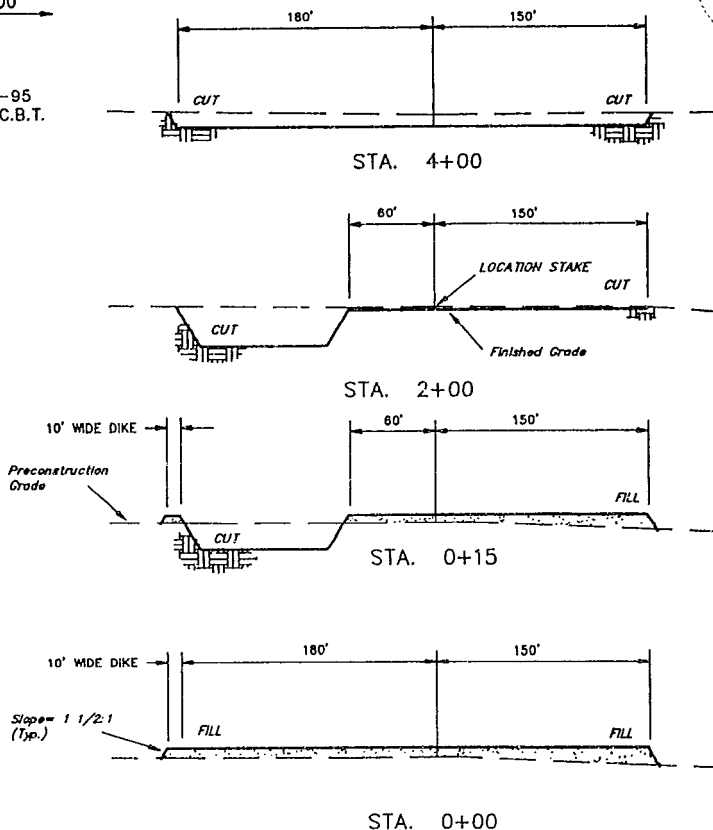 180'
150'
-95
C.B.T.
CUT
CUT
STA. 4+00
60'
150'
LOCATION STAKE
CUT
CUT
Finished Grade
STA. 2+00
10' WIDE DIKE
60'
150'
Preconstruction
Grade
FILL
CUT
STA. 0+15
10' WIDE DIKE
180'
150'
Slope= 1 1/2:1
(Typ.)
FILL
FILL
STA. 0+00